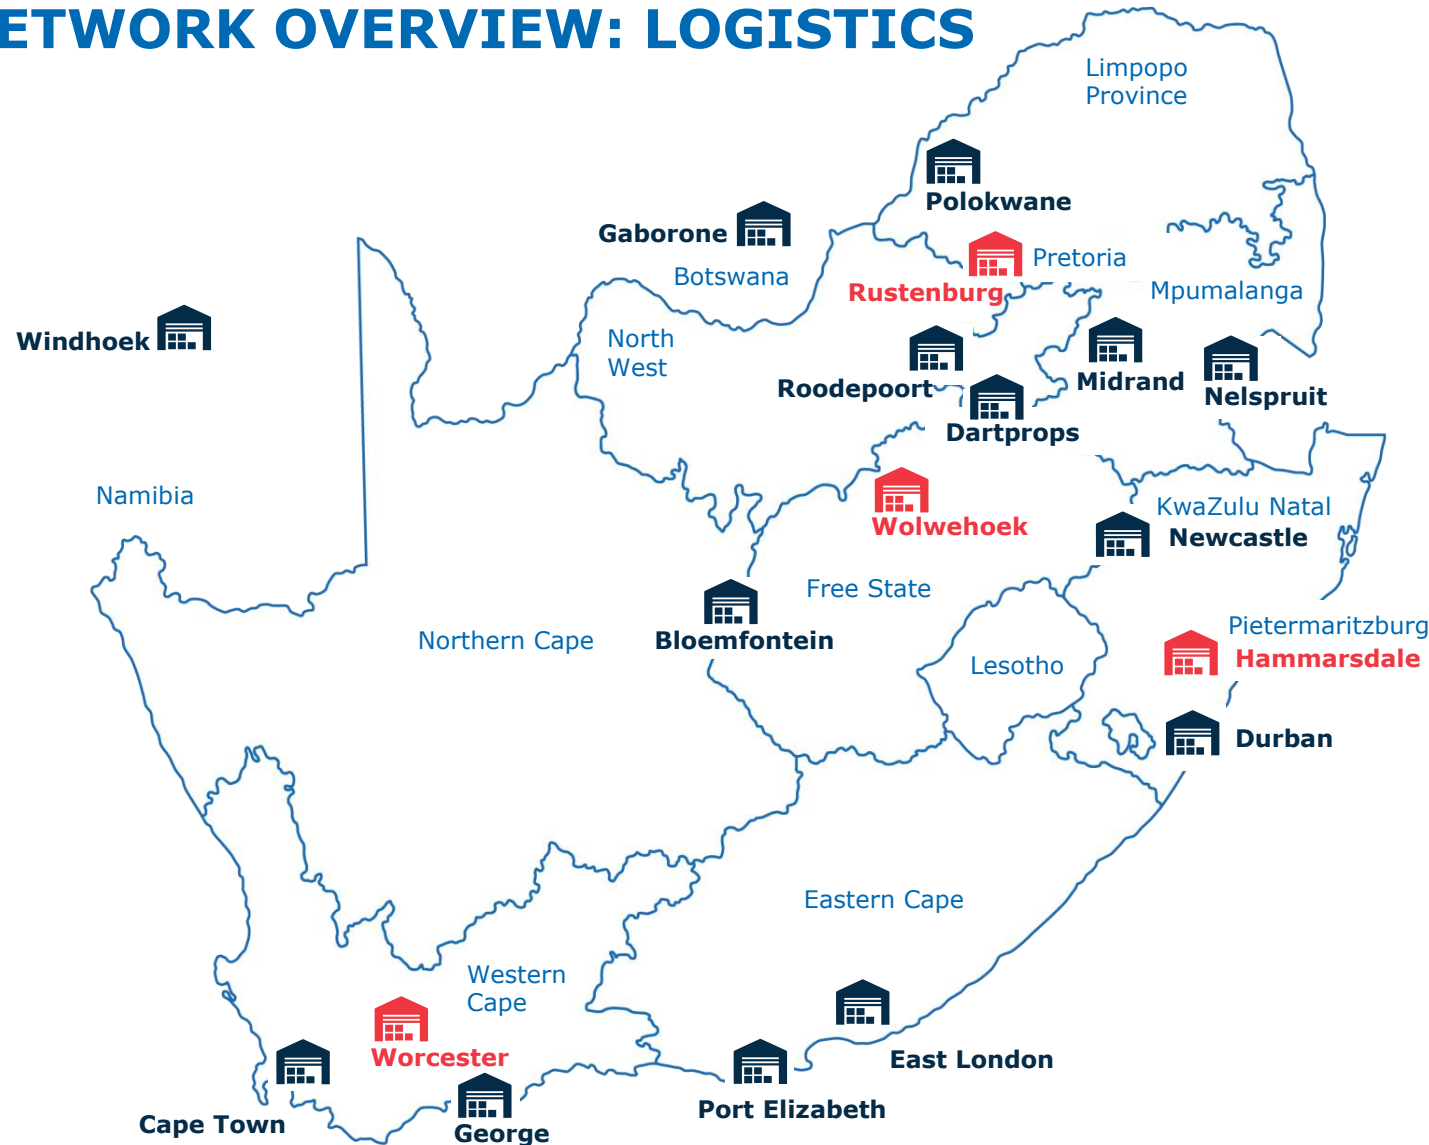 ETWORK OVERVIEW: LOGISTICS
Limpopo
Province
Polokwane
Gaborone
Botswana
Pretoria
Rustenburg
Mpumalanga
Windhoek
North
West
Roodepoort
Midrand
Nelspruit
Dartprops
Namibia
Wolwehoek
KwaZulu Natal
Newcastle
Free State
Northern Cape
Bloemfontein
Lesotho
Pietermaritzburg
Hammarsdale
Durban
Eastern Cape
Western
Cape
Worcester
East London
Cape Town
George
Port Elizabeth